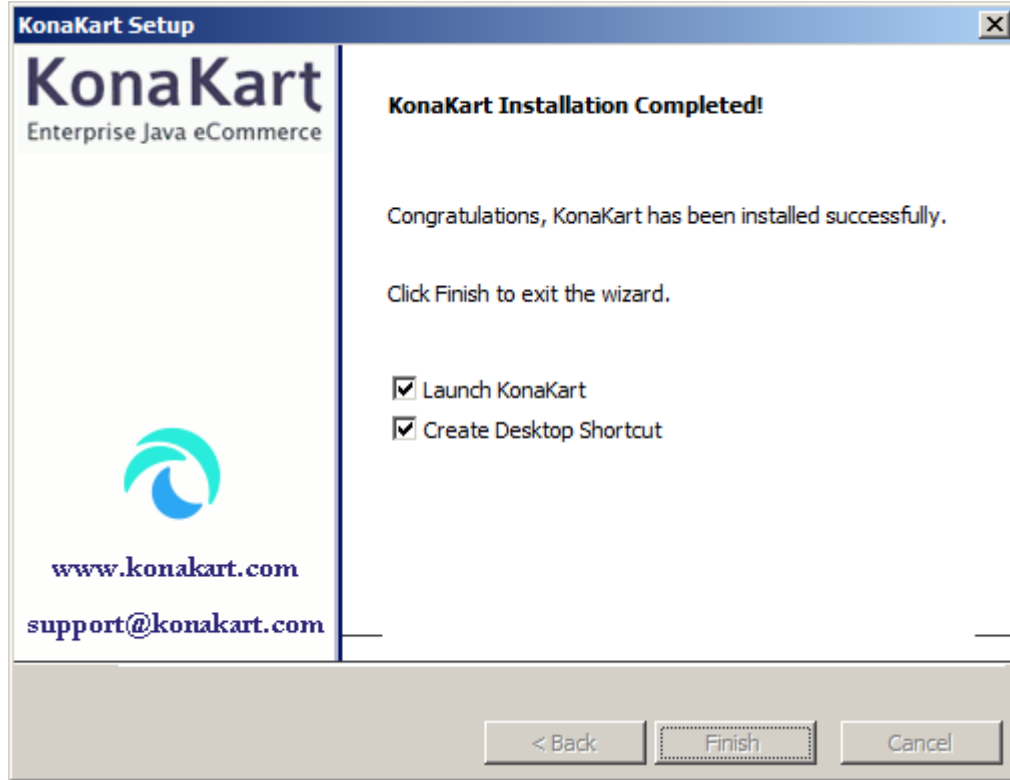 KonaKart Setup
KonaKart
Enterprise Java eCommerce
KonaKart Installation Completed!
Congratulations, KonaKart has been installed successfully.
Click Finish to exit the wizard.
Launch KonaKart
Create Desktop Shortcut
www.konakart.com
support@konakart.com
< Back Finish Cancel